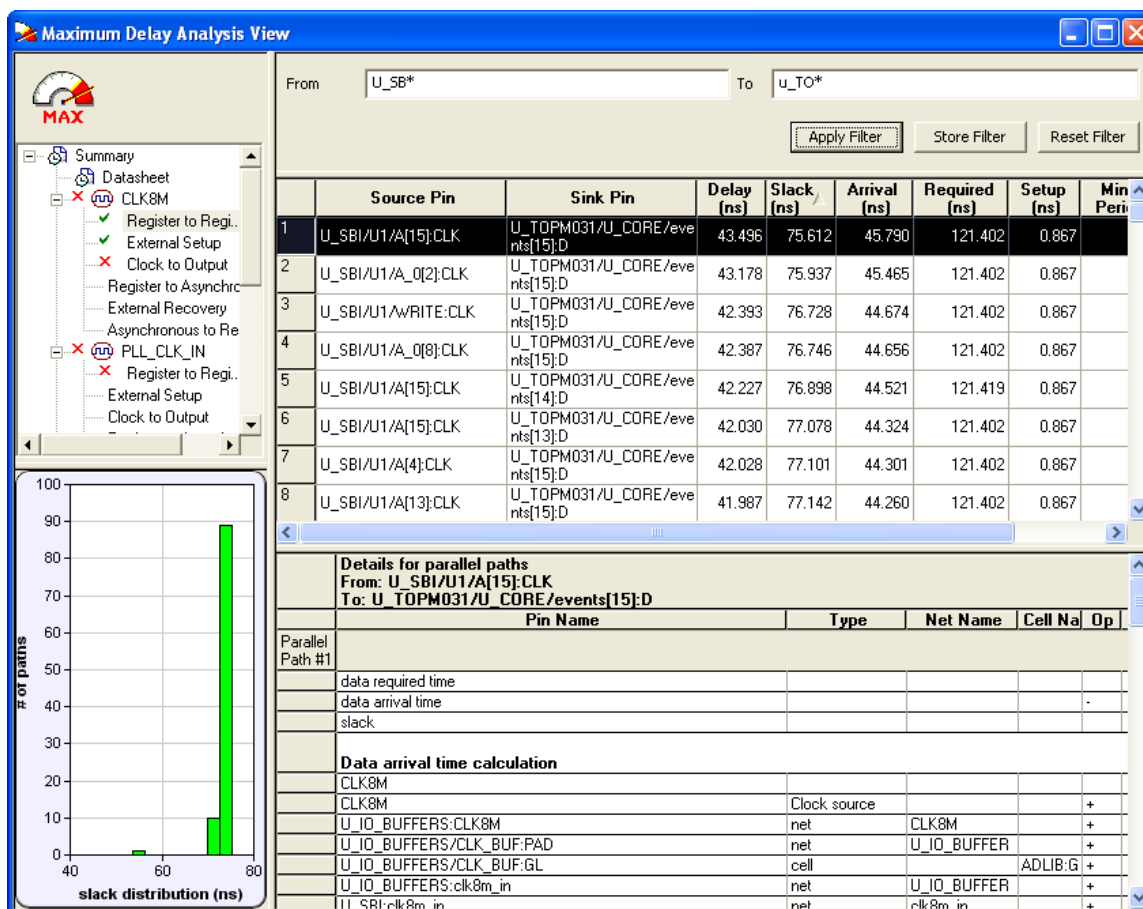 Maximum Delay Analysis View
MAX
From U_SB* To u_TO*
Apply Filter Store Filter Reset Filter
Summary
Datasheet
CLK8M
Register to Regi..
External Setup
Clock to Output
Register to Asynchro
External Recovery
Asynchronous to Re
PLL_CLK_IN
Register to Regi..
External Setup
Clock to Output
Source Pin Sink Pin Delay (ns) Slack (ns) Arrival (ns) Required (ns) Setup (ns) Min Peri
1 U_SBI/U1/A[15]:CLK U_TOPM031/U_CORE/events[15]:D 43.496 75.612 45.790 121.402 0.867
2 U_SBI/U1/A_0[2]:CLK U_TOPM031/U_CORE/events[15]:D 43.178 75.937 45.465 121.402 0.867
3 U_SBI/U1/WRITE:CLK U_TOPM031/U_CORE/events[15]:D 42.393 76.728 44.674 121.402 0.867
4 U_SBI/U1/A_0[8]:CLK U_TOPM031/U_CORE/events[15]:D 42.387 76.746 44.656 121.402 0.867
5 U_SBI/U1/A[15]:CLK U_TOPM031/U_CORE/events[14]:D 42.227 76.898 44.521 121.419 0.867
6 U_SBI/U1/A[15]:CLK U_TOPM031/U_CORE/events[13]:D 42.030 77.078 44.324 121.402 0.867
7 U_SBI/U1/A[4]:CLK U_TOPM031/U_CORE/events[15]:D 42.028 77.101 44.301 121.402 0.867
8 U_SBI/U1/A[13]:CLK U_TOPM031/U_CORE/events[15]:D 41.987 77.142 44.260 121.402 0.867
100
90
80
70
60
50
40
30
20
10
0
# of paths
40 60 80
slack distribution (ns)
Details for parallel paths
From: U_SBI/U1/A[15]:CLK
To: U_TOPM031/U_CORE/events[15]:D
Pin Name Type Net Name Cell Na Op
Parallel Path #1
data required time
data arrival time -
slack
Data arrival time calculation
CLK8M
CLK8M Clock source +
U_IO_BUFFERS:CLK8M net CLK8M +
U_IO_BUFFERS/CLK_BUF:PAD net U_IO_BUFFER +
U_IO_BUFFERS/CLK_BUF:GL cell ADLIB:G +
U_IO_BUFFERS:clk8m_in net U_IO_BUFFER +
U_SBI:clk8m_in net clk8m_in +